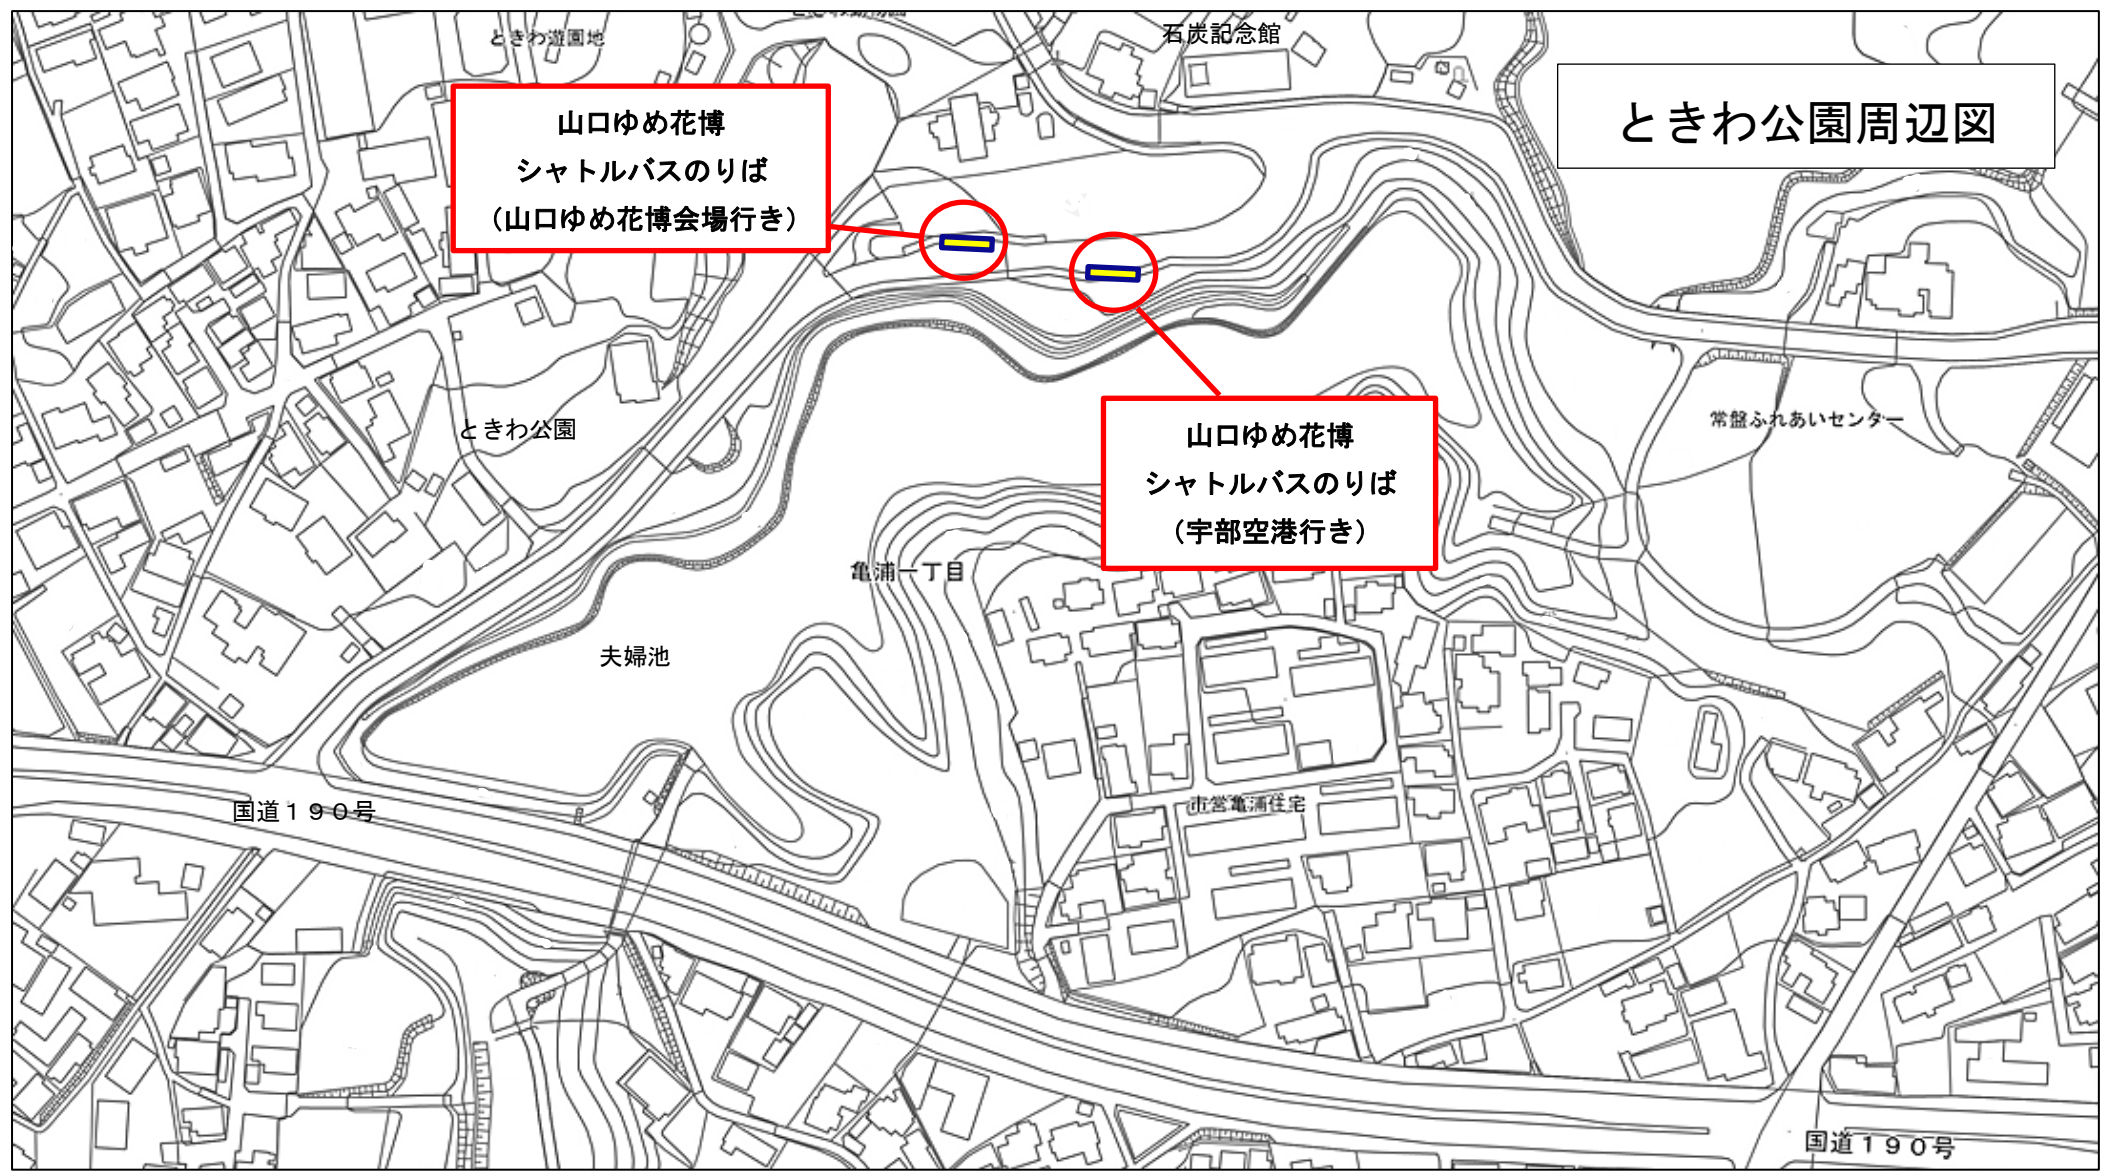 ときわ遊園地
石炭記念館
ときわ公園周辺図
山口ゆめ花博
シャトルバスのりば
（山口ゆめ花博会場行き）
山口ゆめ花博
シャトルバスのりば
（宇部空港行き）
ときわ公園
常盤ふれあいセンター
亀浦一丁目
夫婦池
市営亀浦住宅
国道１９０号
国道１９０号